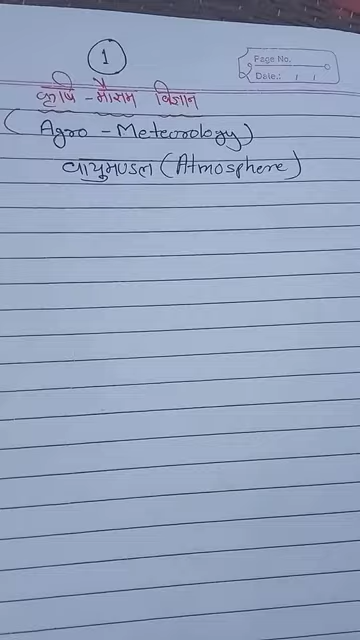 1
Page No.
Date: / /
कृषि - मौसम विज्ञान
(Agro - Meteorology)
वायुमण्डल (Atmosphere)